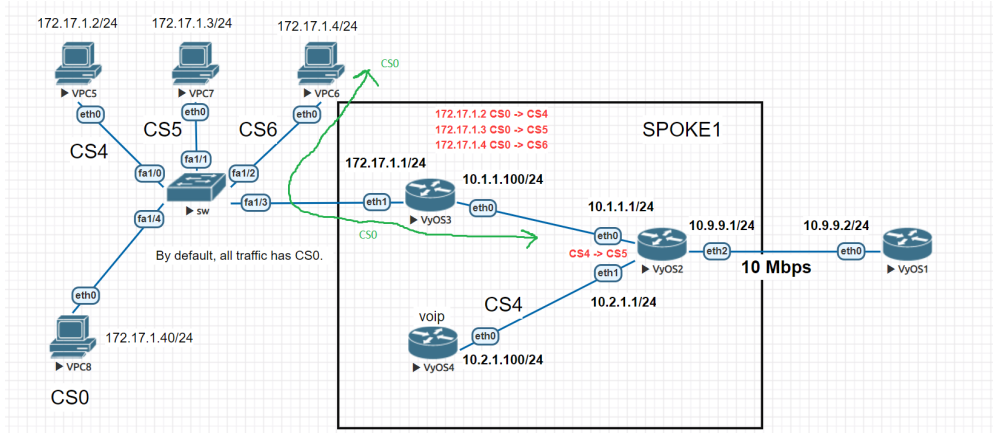 172.17.1.2/24
172.17.1.3/24
172.17.1.4/24
CS0
VPC5
VPC7
VPC6
eth0
eth0
eth0
CS4
CS5
CS6
fa1/0
fa1/1
fa1/2
sw
fa1/3
fa1/4
By default, all traffic has CS0.
eth0
172.17.1.40/24
VPC8
CS0
172.17.1.2 CS0 -> CS4
172.17.1.3 CS0 -> CS5
172.17.1.4 CS0 -> CS6
SPOKE1
172.17.1.1/24
10.1.1.100/24
eth1
eth0
VyOS3
CS0
10.1.1.1/24
eth0
CS4 -> CS5
eth1
10.2.1.1/24
VyOS2
10.9.9.1/24
eth2
10 Mbps
10.9.9.2/24
eth0
VyOS1
CS4
voip
eth0
10.2.1.100/24
VyOS4